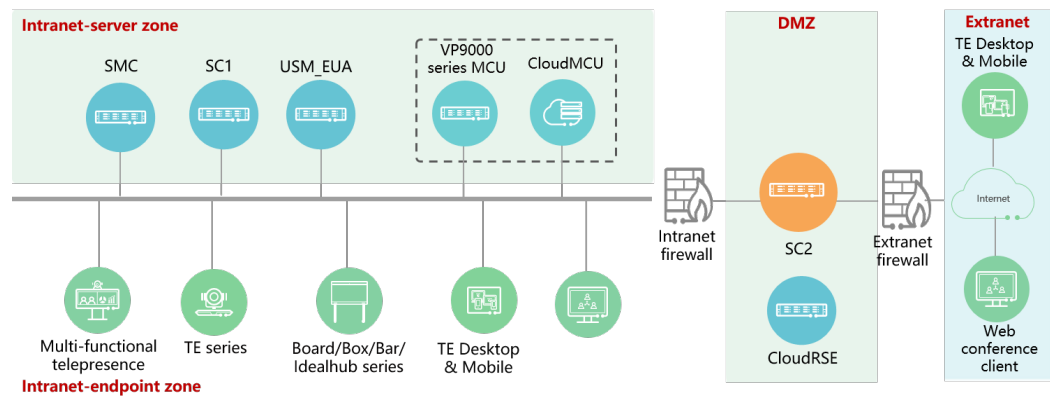 Intranet-server zone
SMC
SC1
USM_EUA
VP9000
series MCU
CloudMCU
Multi-functional
telepresence
TE series
Board/Box/Bar/
Idealhub series
TE Desktop
& Mobile
Intranet-endpoint zone
Intranet
firewall
DMZ
SC2
CloudRSE
Extranet
firewall
Extranet
TE Desktop
& Mobile
Internet
Web
conference
client